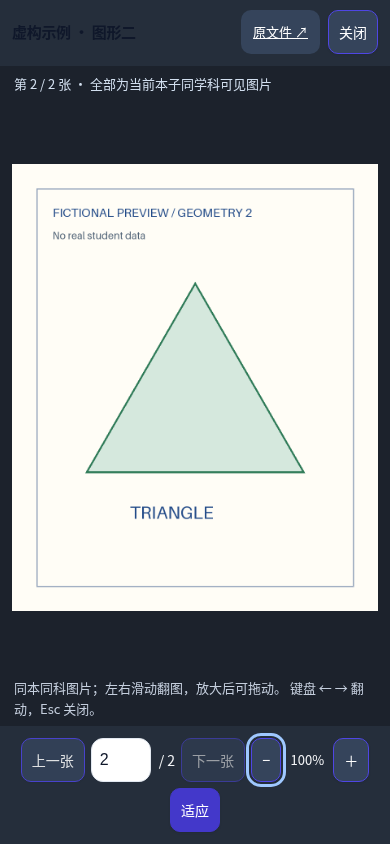 虚构示例 · 图形二
原文件 ↗
关闭
第 2 / 2 张 · 全部为当前本子同学科可见图片
FICTIONAL PREVIEW / GEOMETRY 2
No real student data
TRIANGLE
同本同科图片；左右滑动翻图，放大后可拖动。 键盘 ← → 翻
动，Esc 关闭。
上一张
2
/ 2
下一张
−
100%
＋
适应